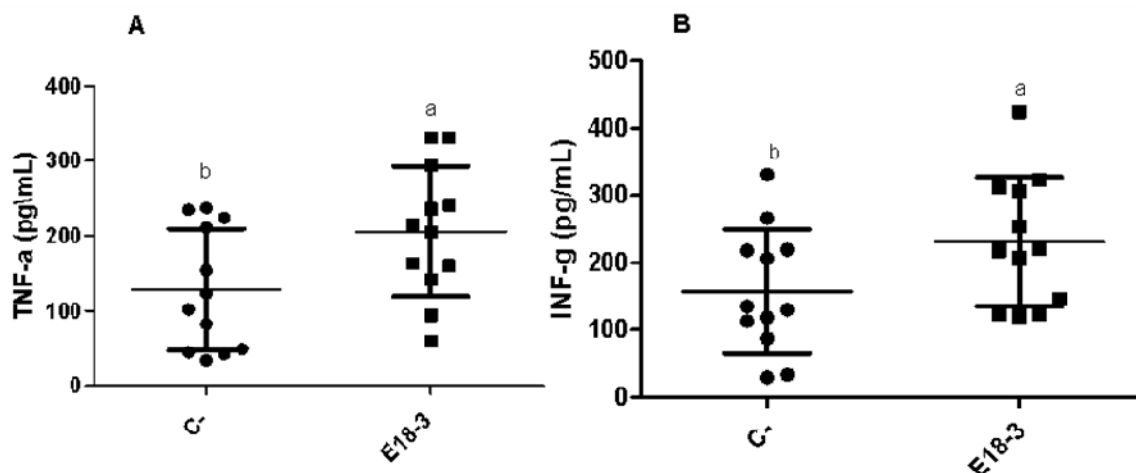 A
TNF-a (pg\mL)
400
300
200
100
0
b
a
C-
E18-3
B
INF-g (pg/mL)
500
400
300
200
100
0
b
a
C-
E18-3